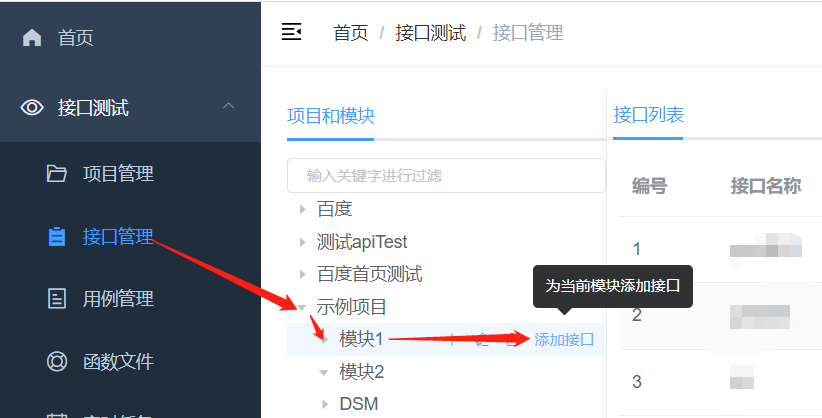 首页
接口测试
项目管理
接口管理
用例管理
函数文件
首页 / 接口测试 / 接口管理
项目和模块
输入关键字进行过滤
百度
测试apiTest
百度首页测试
示例项目
模块1
添加接口
模块2
DSM
为当前模块添加接口
接口列表
编号 接口名称
1
2
3